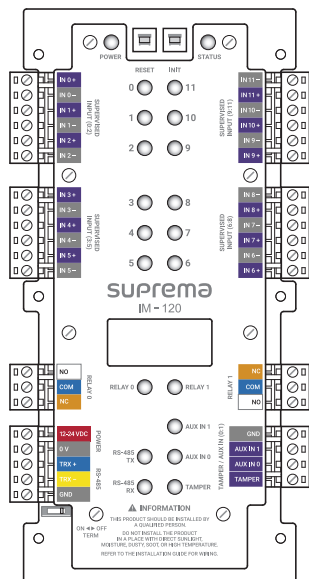 POWER
STATUS
RESET
INIT
IN 0 +
IN 0 –
IN 1 +
IN 1 –
IN 2 +
IN 2 –
SUPERVISED
INPUT (0:2)
0
11
1
10
2
9
SUPERVISED
INPUT (9:11)
IN 11 –
IN 11 +
IN 10 –
IN 10 +
IN 9 –
IN 9 +
IN 3 +
IN 3 –
IN 4 +
IN 4 –
IN 5 +
IN 5 –
SUPERVISED
INPUT (3:5)
3
8
4
7
5
6
SUPERVISED
INPUT (6:8)
IN 8 –
IN 8 +
IN 7 –
IN 7 +
IN 6 –
IN 6 +
suprema
IM – 120
NO
COM
NC
RELAY 0
RELAY 0
RELAY 1
RELAY 1
NC
COM
NO
12-24 VDC
0 V
TRX +
TRX –
GND
POWER
RS-485
AUX IN 1
RS-485
TX
AUX IN 0
RS-485
RX
TAMPER
TAMPER / AUX IN (0:1)
GND
AUX IN 1
AUX IN 0
TAMPER
ON ◄► OFF
TERM
⚠ INFORMATION
THIS PRODUCT SHOULD BE INSTALLED BY
A QUALIFIED PERSON.
DO NOT INSTALL THE PRODUCT
IN A PLACE WITH DIRECT SUNLIGHT,
MOISTURE, DUSTY, SOOT, OR HIGH TEMPERATURE.
REFER TO THE INSTALLATION GUIDE FOR WIRING.